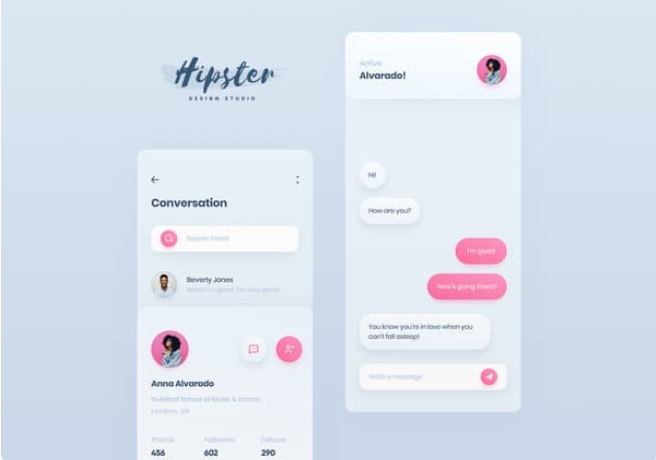 Hipster
DESIGN STUDIO
Conversation
Search friend
Beverly Jones
When I'm good, I'm very good.
Anna Alvarado
Guildhall School of Music & Drama
London, UK
Photos
Followers
Follows
456
602
290
Active
Alvarado!
Hi!
How are you?
I'm good
How's going there?
You know you're in love when you
can't fall asleep!
Write a message